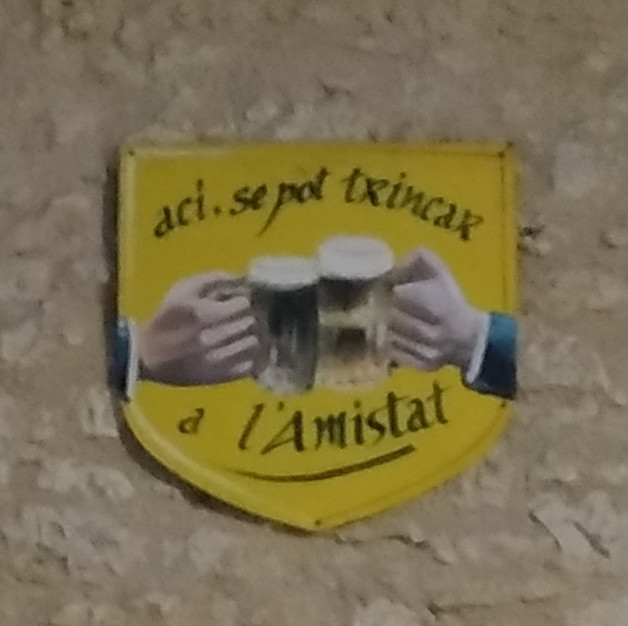 aci. se pot trincar
a l'Amistat